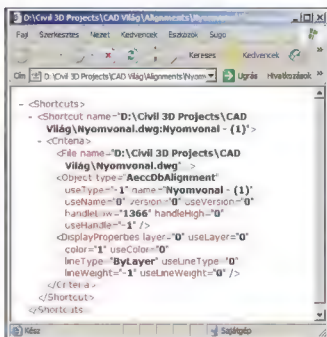 D:\Civil 3D Projects\CAD Világ\Alignments\Nyomvonal
Fájl Szerkesztés Nézet Kedvencek Eszközök Súgó
Keresés Kedvencek
Cím D:\Civil 3D Projects\CAD Világ\Alignments\Nyomv Ugrás Hivatkozások »
- <Shortcuts>
- <Shortcut name="D:\Civil 3D Projects\CAD
Világ\Nyomvonal.dwg:Nyomvonal - (1)">
- <Criteria>
<File name="D:\Civil 3D Projects\CAD
Világ\Nyomvonal.dwg" />
<Object type="AeccDbAlignment"
useType="-1" name="Nyomvonal - (1)"
useName="0" version="0" useVersion="0"
handleLow="1366" handleHigh="0"
useHandle="-1" />
<DisplayProperties layer="0" useLayer="0"
color="1" useColor="0"
lineType="ByLayer" useLineType="0"
lineWeight="-1" useLineWeight="0" />
</Criteria>
</Shortcut>
</Shortcuts>
Kész Sajátgép